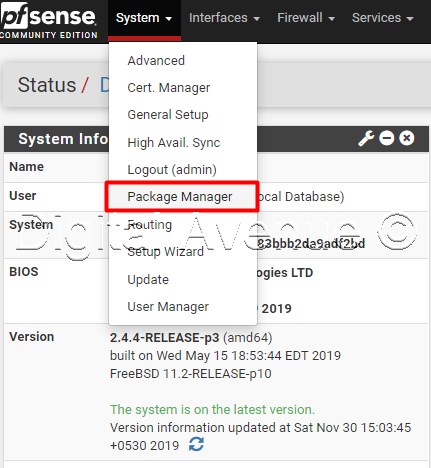 pfsense
COMMUNITY EDITION
System Interfaces Firewall Services
Advanced
Cert. Manager
General Setup
High Avail. Sync
Logout (admin)
Package Manager
Routing
Setup Wizard
Update
User Manager
Status /
System Info
Name
User ocal Database)
System 83bbb2da9adf2bd
Digital Avenue ©
BIOS ogies LTD
2019
Version 2.4.4-RELEASE-p3 (amd64)
built on Wed May 15 18:53:44 EDT 2019
FreeBSD 11.2-RELEASE-p10
The system is on the latest version.
Version information updated at Sat Nov 30 15:03:45
+0530 2019